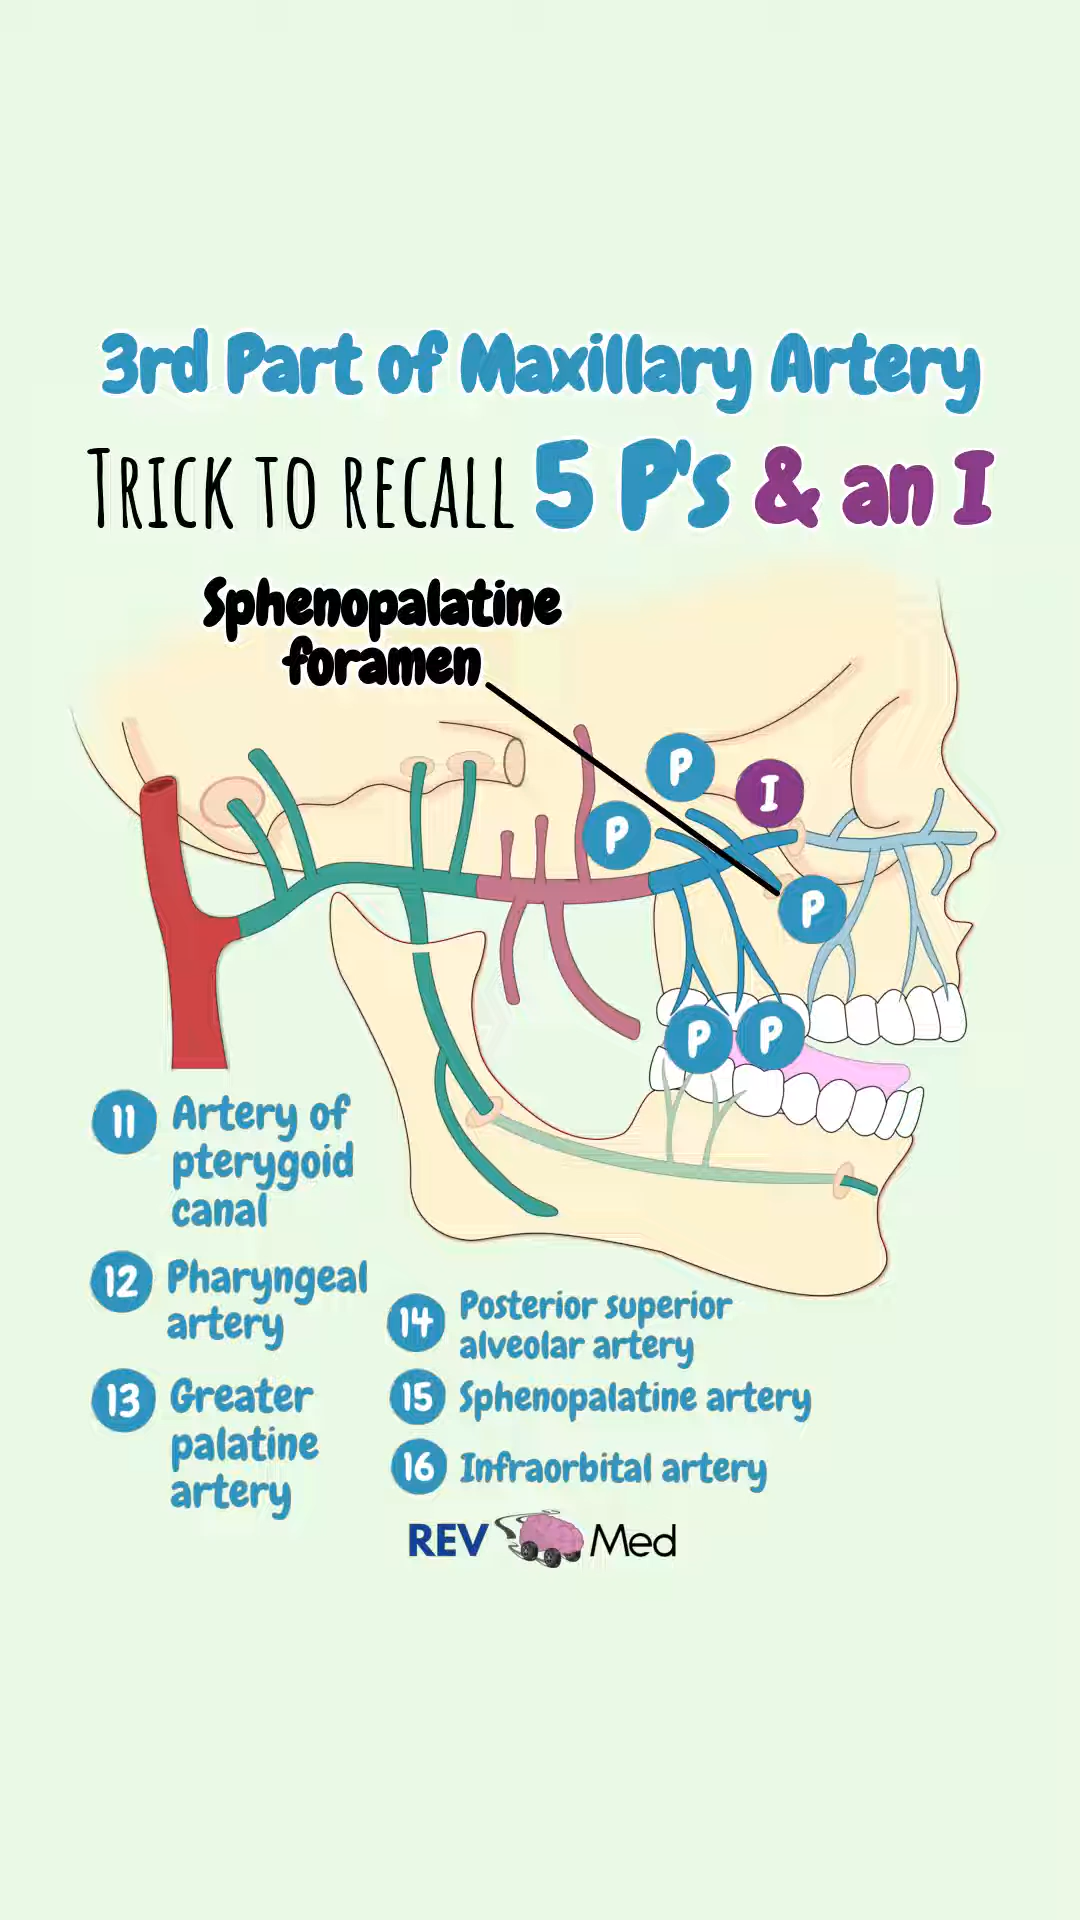 3rd Part of Maxillary Artery
TRICK TO RECALL 5 P's & an I
Sphenopalatine
foramen
P
I
P
P
P P
11 Artery of
pterygoid
canal
12 Pharyngeal
artery
13 Greater
palatine
artery
14 Posterior superior
alveolar artery
15 Sphenopalatine artery
16 Infraorbital artery
REV Med